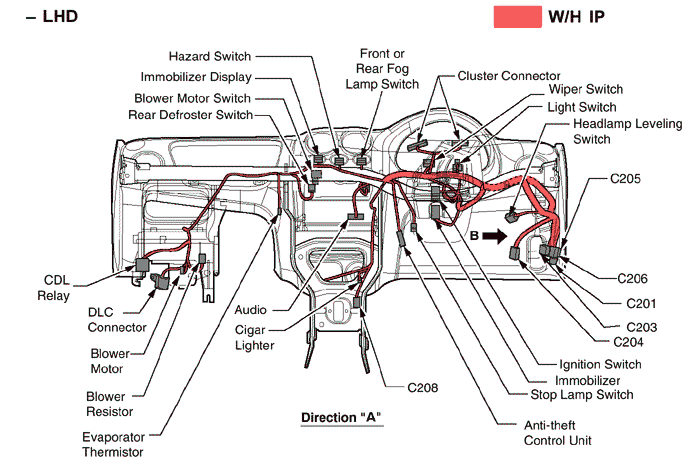 – LHD
W/H IP
Hazard Switch
Immobilizer Display
Blower Motor Switch
Rear Defroster Switch
Front or
Rear Fog
Lamp Switch
Cluster Connector
Wiper Switch
Light Switch
Headlamp Leveling
Switch
C205
B
C206
C201
C203
C204
CDL
Relay
DLC
Connector
Blower
Motor
Blower
Resistor
Evaporator
Thermistor
Audio
Cigar
Lighter
C208
Ignition Switch
Immobilizer
Stop Lamp Switch
Anti-theft
Control Unit
Direction "A"